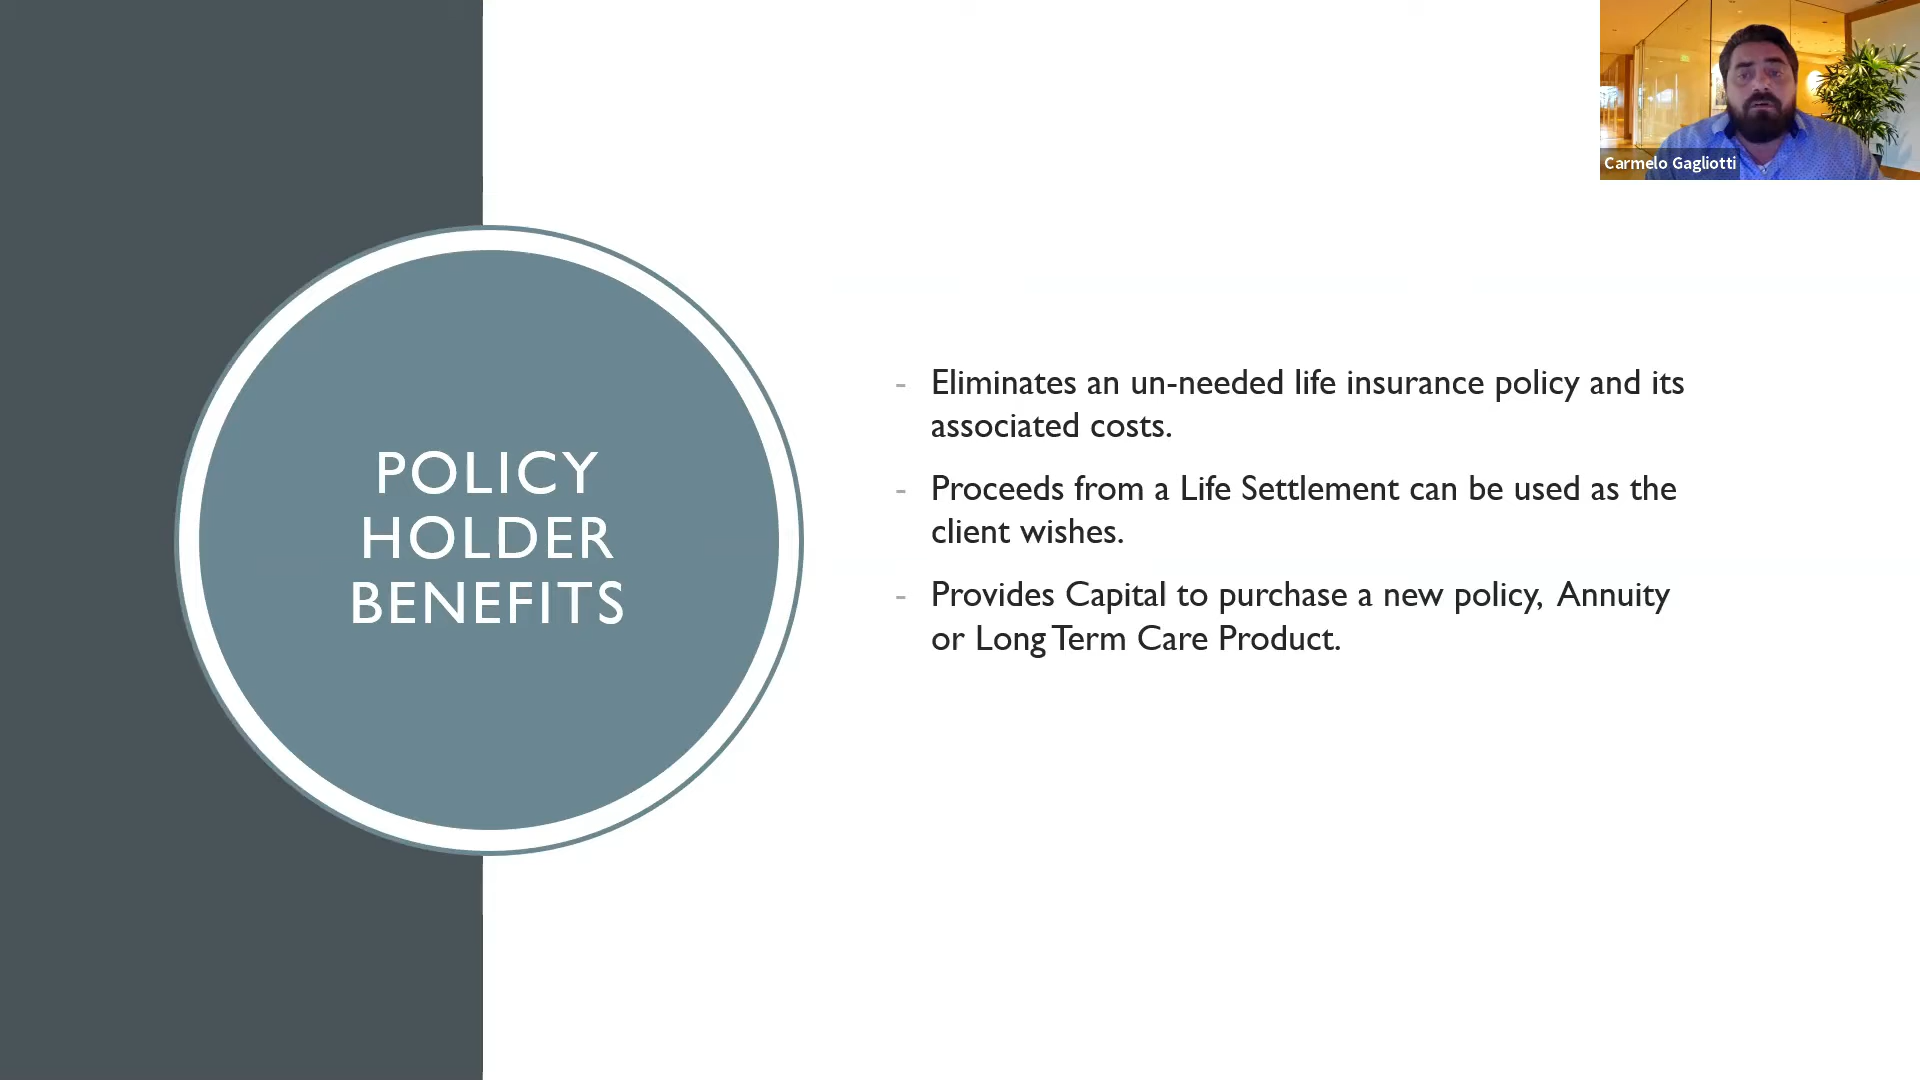 Carmelo Gagliotti
POLICY
HOLDER
BENEFITS
- Eliminates an un-needed life insurance policy and its
associated costs.
- Proceeds from a Life Settlement can be used as the
client wishes.
- Provides Capital to purchase a new policy, Annuity
or Long Term Care Product.